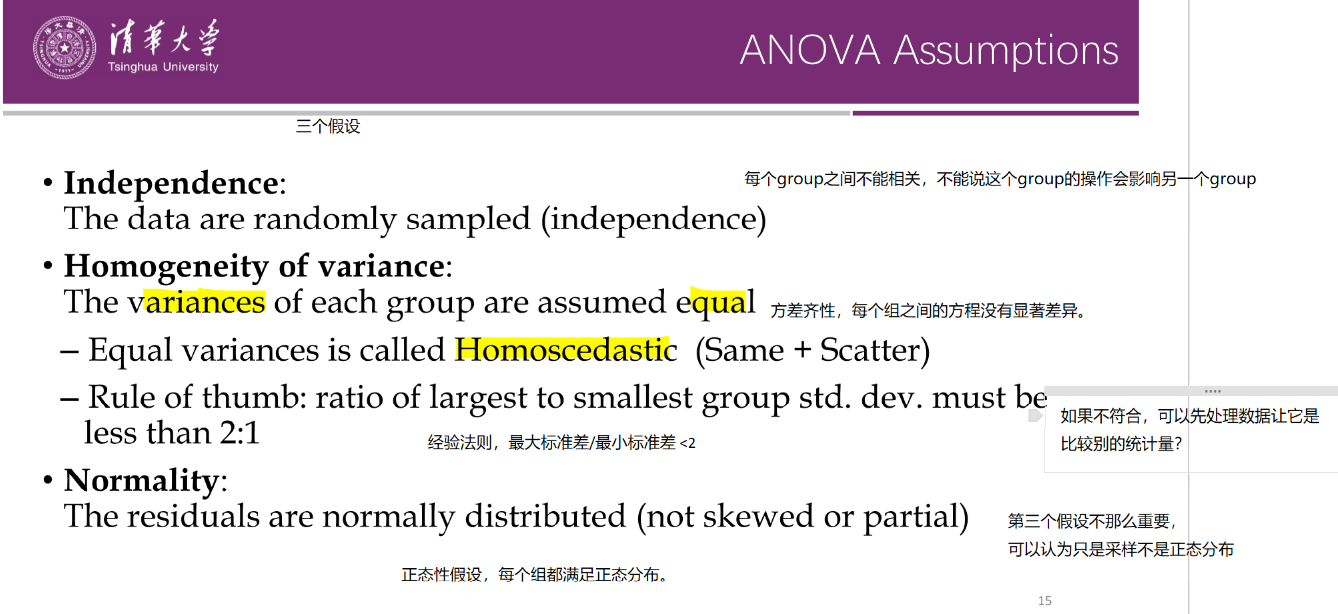 清华大学
Tsinghua University
ANOVA Assumptions
三个假设
• Independence:
每个group之间不能相关，不能说这个group的操作会影响另一个group
The data are randomly sampled (independence)
• Homogeneity of variance:
The variances of each group are assumed equal
方差齐性，每个组之间的方程没有显著差异。
– Equal variances is called Homoscedastic (Same + Scatter)
– Rule of thumb: ratio of largest to smallest group std. dev. must be
less than 2:1
经验法则，最大标准差/最小标准差 <2
如果不符合，可以先处理数据让它是
比较别的统计量？
• Normality:
The residuals are normally distributed (not skewed or partial)
第三个假设不那么重要，
可以认为只是采样不是正态分布
正态性假设，每个组都满足正态分布。
15